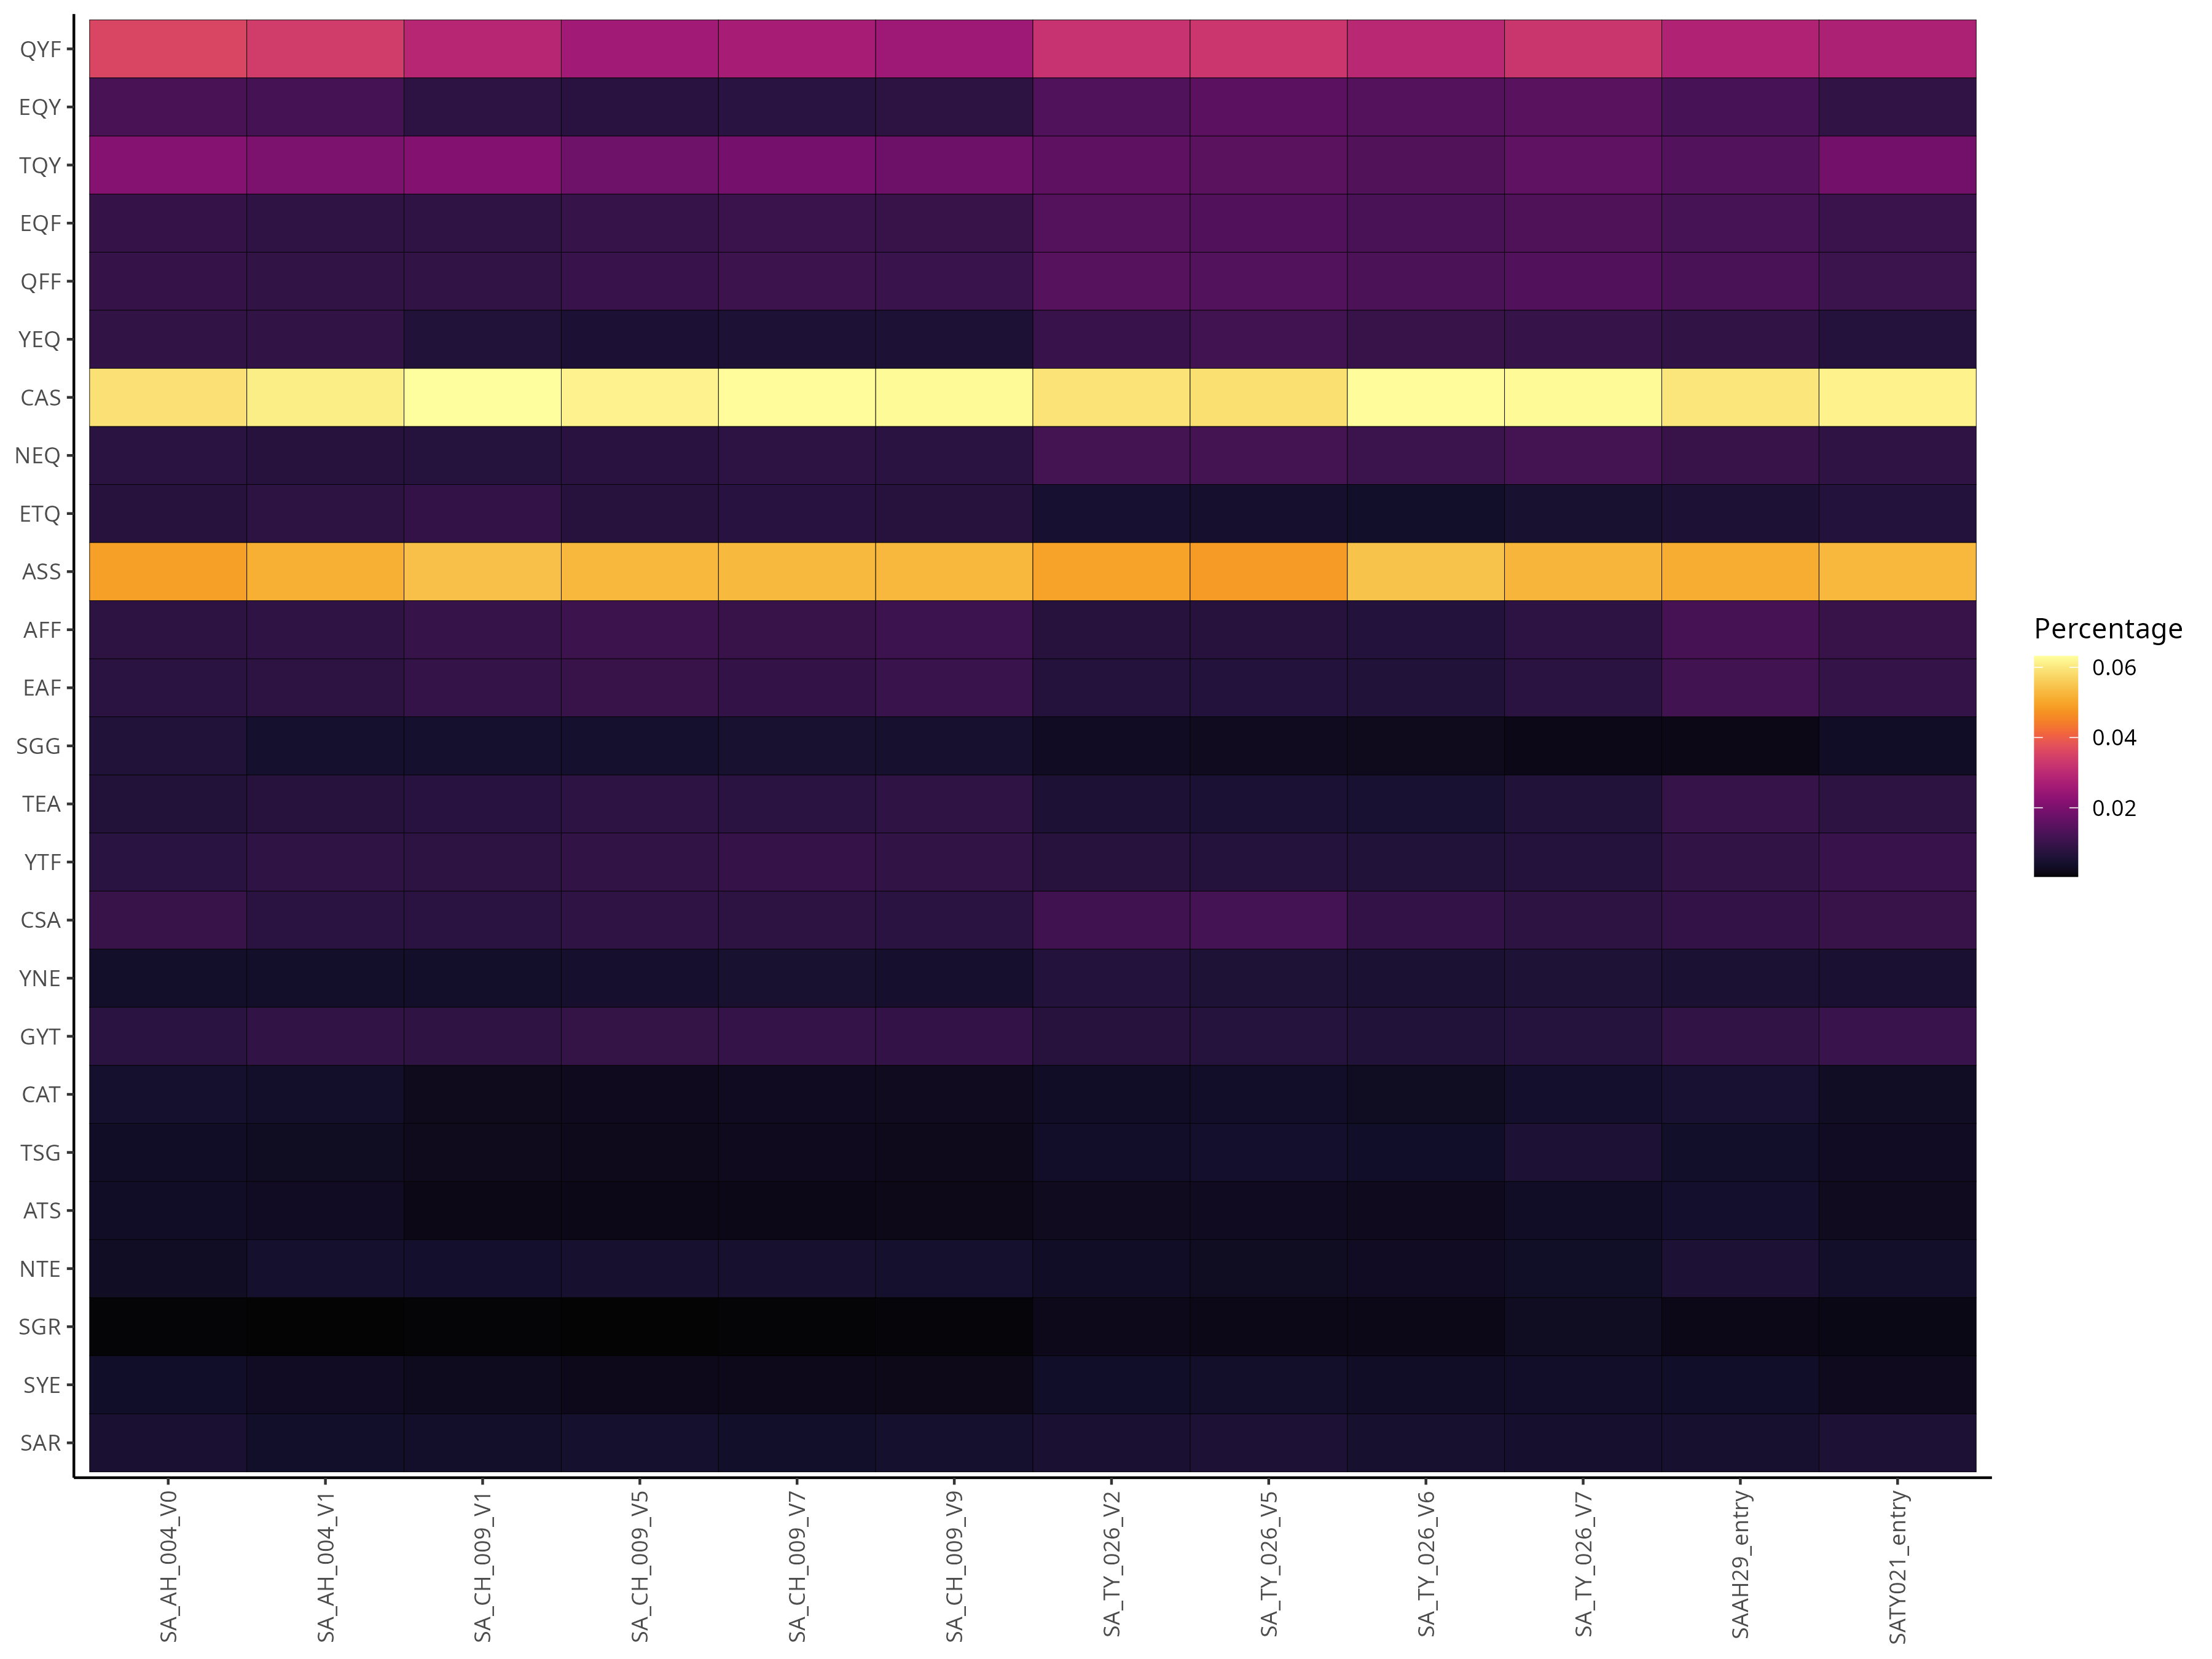 QYF
EQY
TQY
EQF
QFF
YEQ
CAS
NEQ
ETQ
ASS
AFF
EAF
SGG
TEA
YTF
CSA
YNE
GYT
CAT
TSG
ATS
NTE
SGR
SYE
SAR
SA_AH_004_V0
SA_AH_004_V1
SA_CH_009_V1
SA_CH_009_V5
SA_CH_009_V7
SA_CH_009_V9
SA_TY_026_V2
SA_TY_026_V5
SA_TY_026_V6
SA_TY_026_V7
SAAH29_entry
SATY021_entry
Percentage
0.06
0.04
0.02